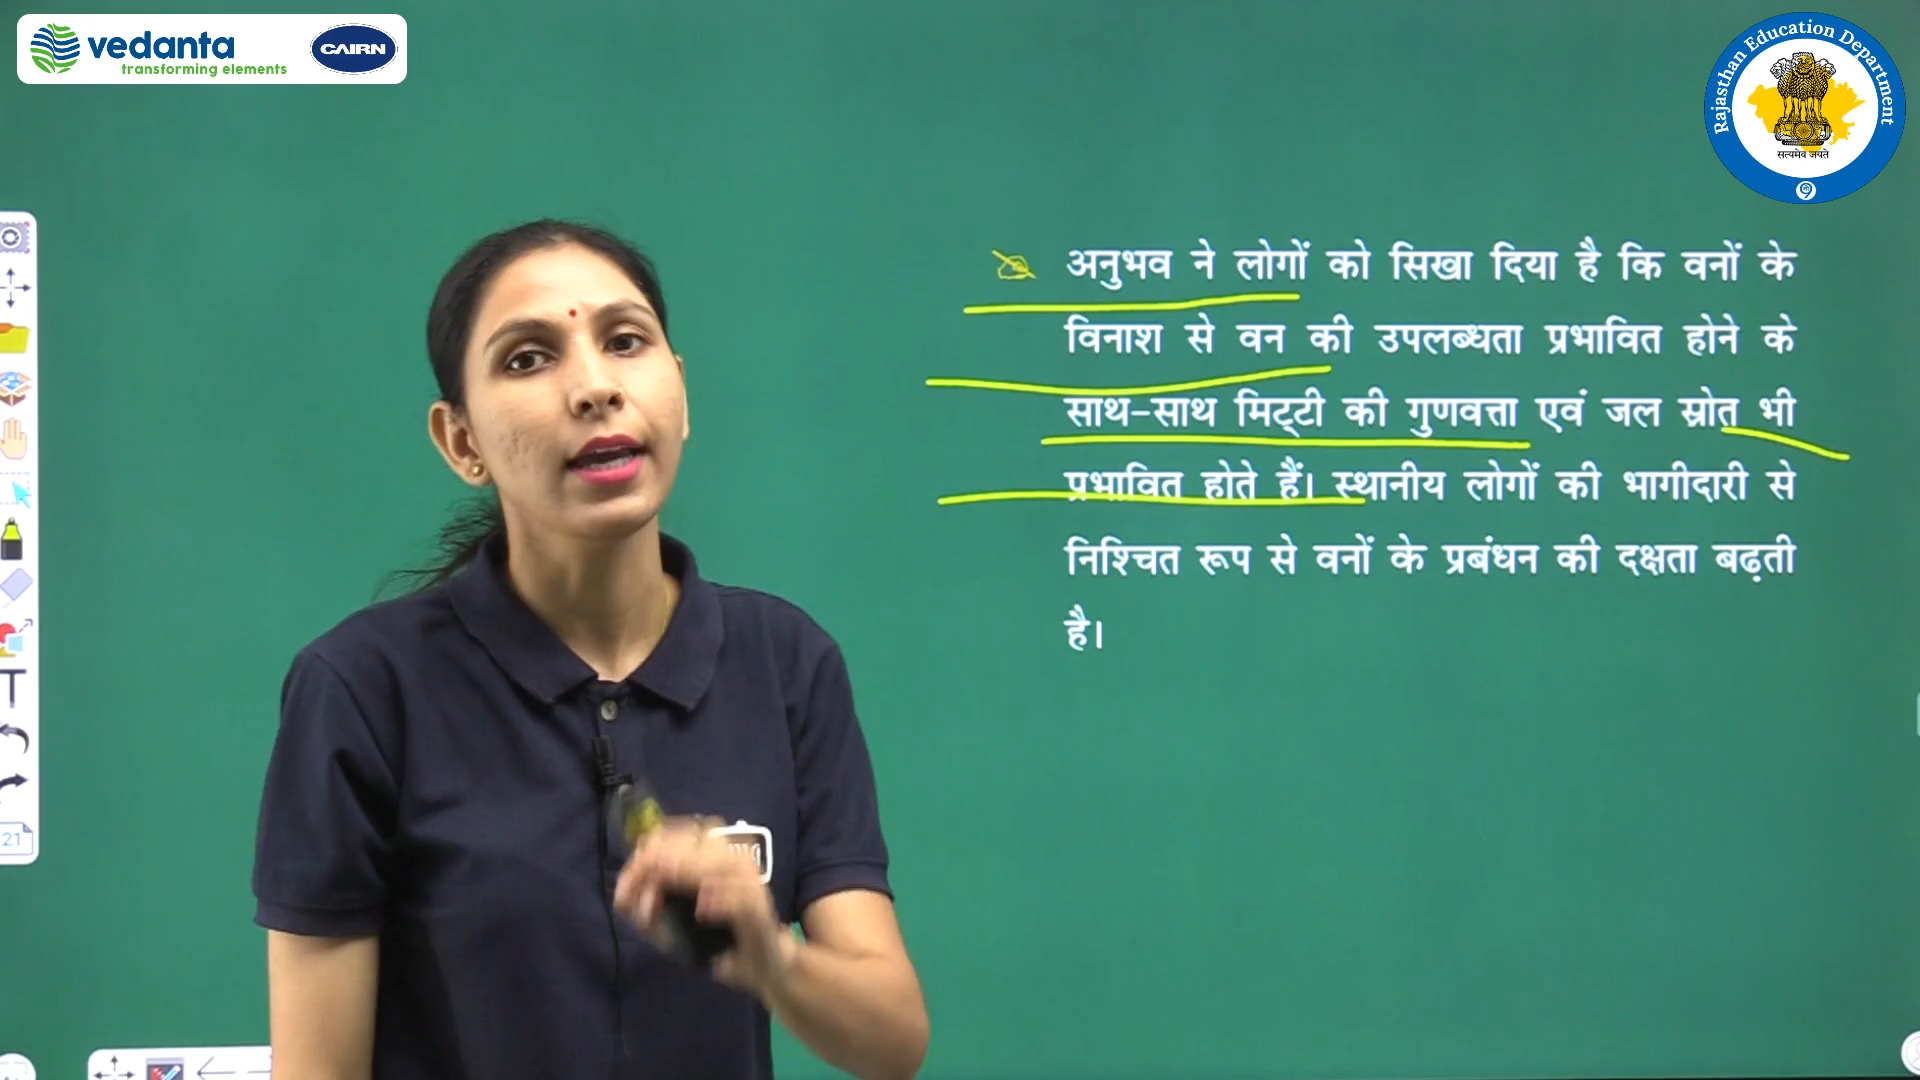 vedanta
transforming elements
CAIRN
Rajasthan Education Department
सत्यमेव जयते
अनुभव ने लोगों को सिखा दिया है कि वनों के
विनाश से वन की उपलब्धता प्रभावित होने के
साथ-साथ मिट्टी की गुणवत्ता एवं जल स्रोत भी
प्रभावित होते हैं। स्थानीय लोगों की भागीदारी से
निश्चित रूप से वनों के प्रबंधन की दक्षता बढ़ती
है।
T
21